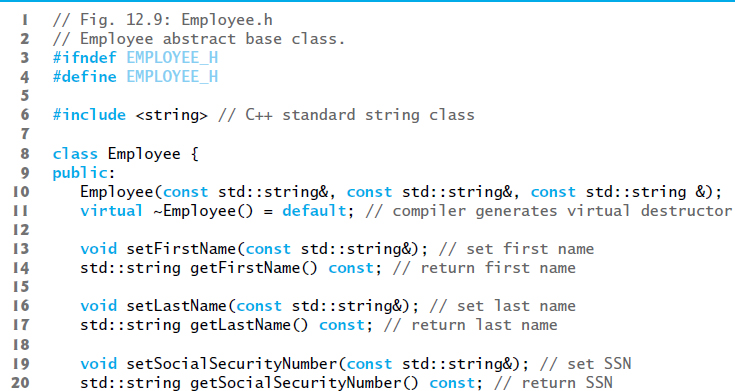 1 // Fig. 12.9: Employee.h
2 // Employee abstract base class.
3 #ifndef EMPLOYEE_H
4 #define EMPLOYEE_H
5
6 #include <string> // C++ standard string class
7
8 class Employee {
9 public:
10 Employee(const std::string&, const std::string&, const std::string &);
11 virtual ~Employee() = default; // compiler generates virtual destructor
12
13 void setFirstName(const std::string&); // set first name
14 std::string getFirstName() const; // return first name
15
16 void setLastName(const std::string&); // set last name
17 std::string getLastName() const; // return last name
18
19 void setSocialSecurityNumber(const std::string&); // set SSN
20 std::string getSocialSecurityNumber() const; // return SSN